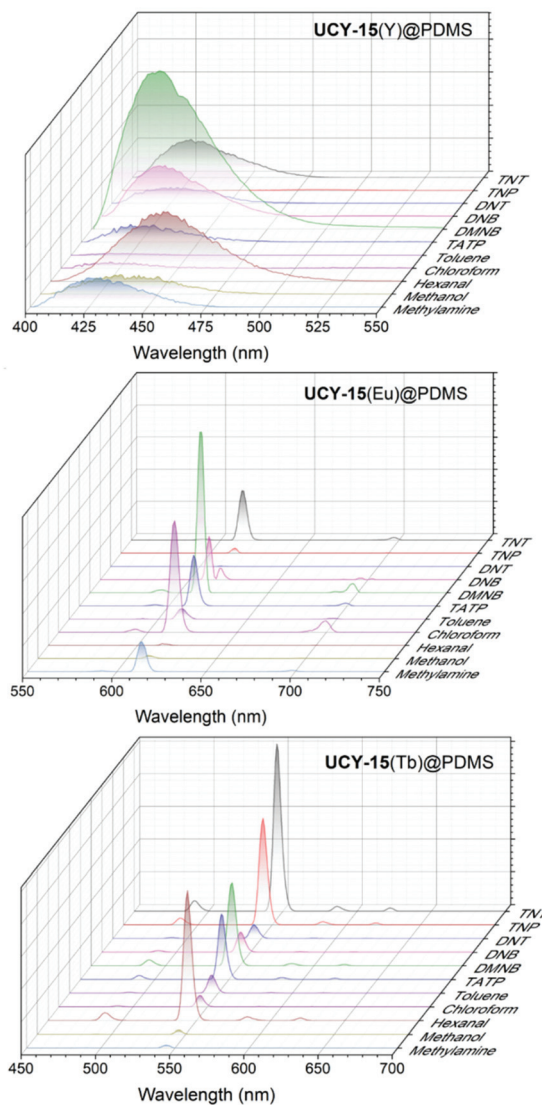 UCY-15(Y)@PDMS
TNT
TNP
DNT
DNB
DMNB
TATP
Toluene
Chloroform
Hexanal
Methanol
Methylamine
400 425 450 475 500 525 550
Wavelength (nm)
UCY-15(Eu)@PDMS
TNT
TNP
DNT
DNB
DMNB
TATP
Toluene
Chloroform
Hexanal
Methanol
Methylamine
550 600 650 700 750
Wavelength (nm)
UCY-15(Tb)@PDMS
TNT
TNP
DNT
DNB
DMNB
TATP
Toluene
Chloroform
Hexanal
Methanol
Methylamine
450 500 550 600 650 700
Wavelength (nm)